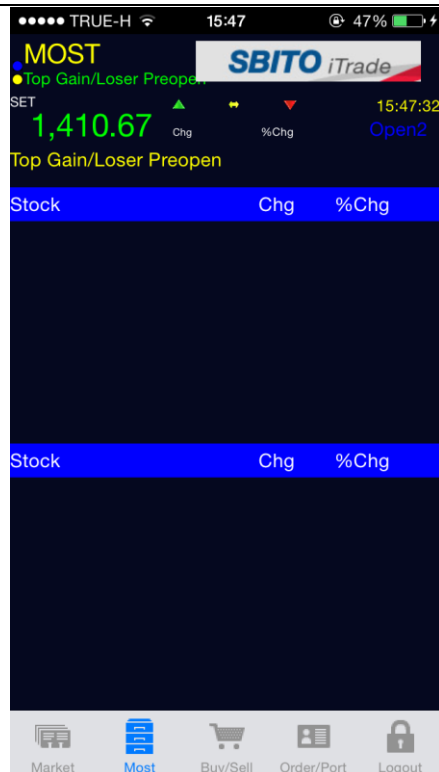 TRUE-H 15:47 47%
MOST
SBITO iTrade
Top Gain/Loser Preopen
SET 15:47:32
1,410.67 Chg %Chg Open2
Top Gain/Loser Preopen
Stock Chg %Chg
Stock Chg %Chg
Market Most Buy/Sell Order/Port Logout